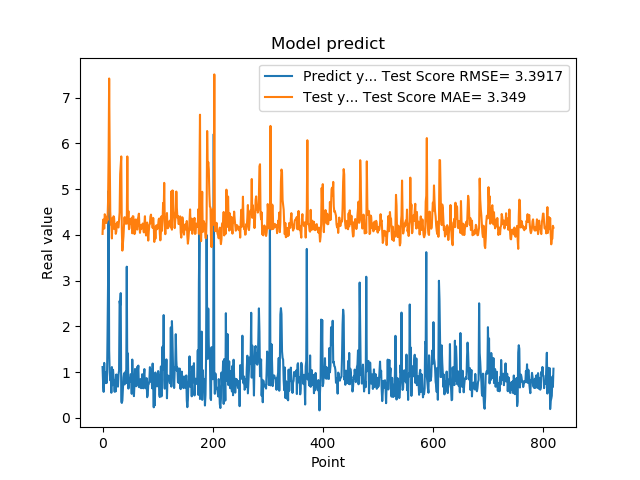 Model predict
Predict y... Test Score RMSE= 3.3917
Test y... Test Score MAE= 3.349
Real value
7
6
5
4
3
2
1
0
0 200 400 600 800
Point